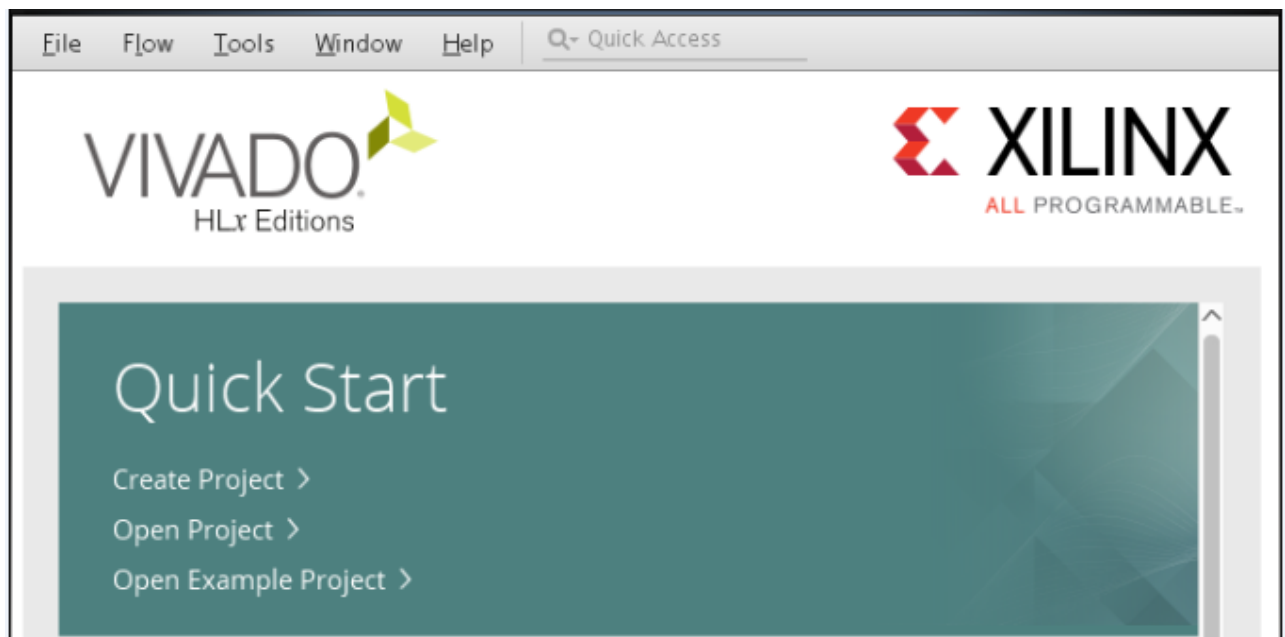 File Flow Tools Window Help Quick Access
VIVADO.
HLx Editions
XILINX
ALL PROGRAMMABLE™
Quick Start
Create Project >
Open Project >
Open Example Project >